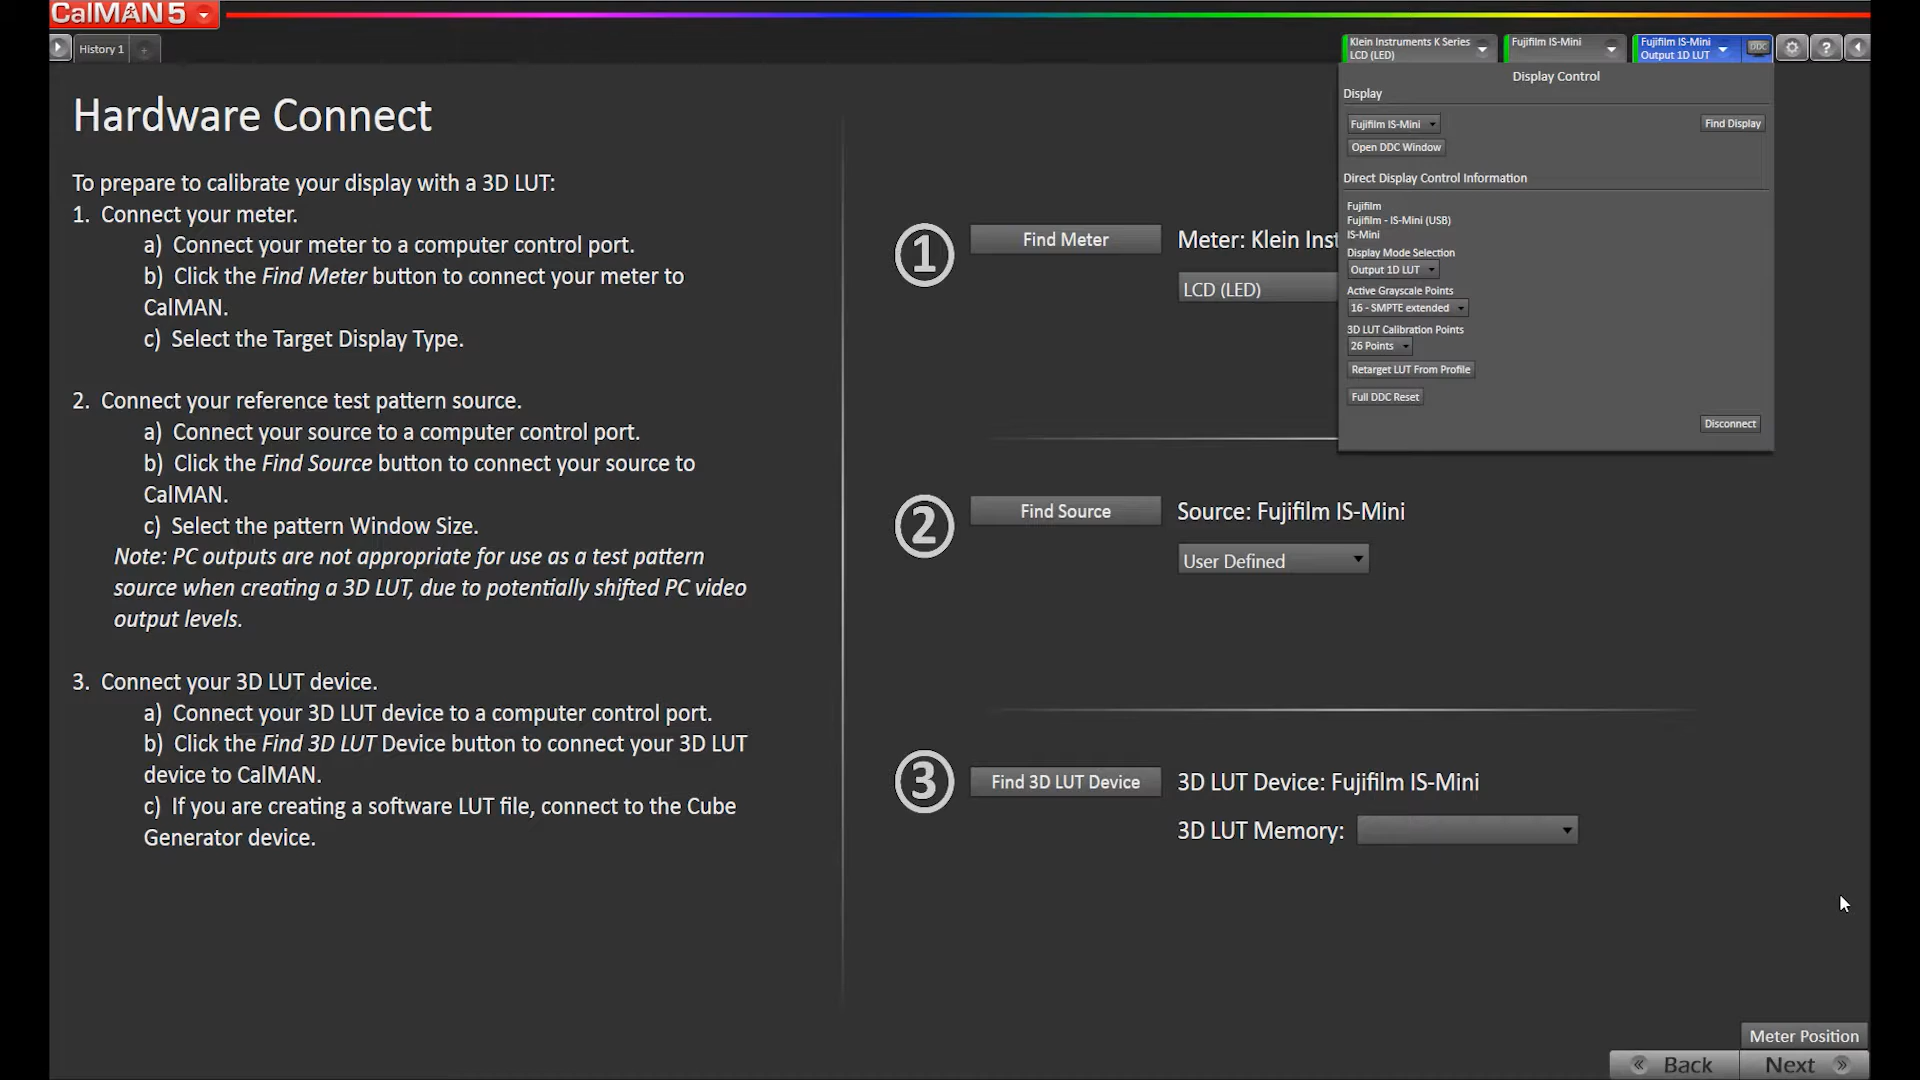 CalMAN 5
History 1
+
Klein Instruments K Series
LCD (LED)
Fujifilm IS-Mini
Fujifilm IS-Mini
Output 1D LUT
DDC
?
Display Control
Display
Fujifilm IS-Mini
Find Display
Open DDC Window
Direct Display Control Information
Fujifilm
Fujifilm - IS-Mini (USB)
IS-Mini
Display Mode Selection
Output 1D LUT
Active Grayscale Points
16 - SMPTE extended
3D LUT Calibration Points
26 Points
Retarget LUT From Profile
Full DDC Reset
Disconnect
Hardware Connect
To prepare to calibrate your display with a 3D LUT:
1. Connect your meter.
a) Connect your meter to a computer control port.
b) Click the Find Meter button to connect your meter to
CalMAN.
c) Select the Target Display Type.
2. Connect your reference test pattern source.
a) Connect your source to a computer control port.
b) Click the Find Source button to connect your source to
CalMAN.
c) Select the pattern Window Size.
Note: PC outputs are not appropriate for use as a test pattern
source when creating a 3D LUT, due to potentially shifted PC video
output levels.
3. Connect your 3D LUT device.
a) Connect your 3D LUT device to a computer control port.
b) Click the Find 3D LUT Device button to connect your 3D LUT
device to CalMAN.
c) If you are creating a software LUT file, connect to the Cube
Generator device.
1
Find Meter
Meter: Klein Inst
LCD (LED)
2
Find Source
Source: Fujifilm IS-Mini
User Defined
3
Find 3D LUT Device
3D LUT Device: Fujifilm IS-Mini
3D LUT Memory:
Meter Position
Back
Next